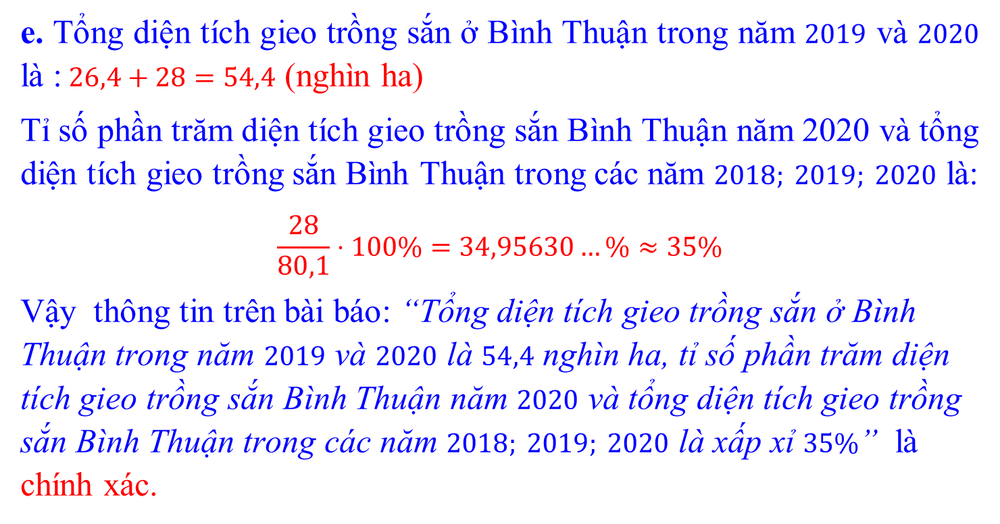 e. Tổng diện tích gieo trồng sắn ở Bình Thuận trong năm 2019 và 2020
là : 26,4 + 28 = 54,4 (nghìn ha)
Tỉ số phần trăm diện tích gieo trồng sắn Bình Thuận năm 2020 và tổng
diện tích gieo trồng sắn Bình Thuận trong các năm 2018; 2019; 2020 là:
28/80,1 · 100% = 34,95630 ... % ≈ 35%
Vậy thông tin trên bài báo: “Tổng diện tích gieo trồng sắn ở Bình
Thuận trong năm 2019 và 2020 là 54,4 nghìn ha, tỉ số phần trăm diện
tích gieo trồng sắn Bình Thuận năm 2020 và tổng diện tích gieo trồng
sắn Bình Thuận trong các năm 2018; 2019; 2020 là xấp xỉ 35%” là
chính xác.